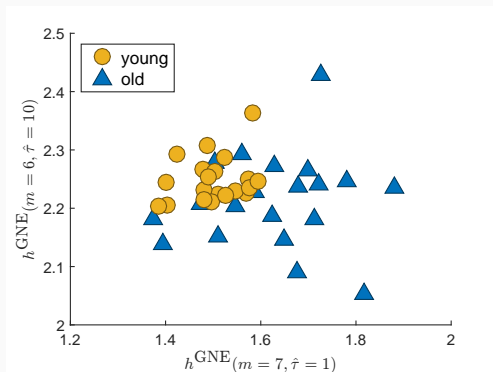 2.5
2.4
2.3
2.2
2.1
2
young
old
h^GNE(m = 6, τ̂ = 10)
1.2 1.4 1.6 1.8 2
h^GNE(m = 7, τ̂ = 1)